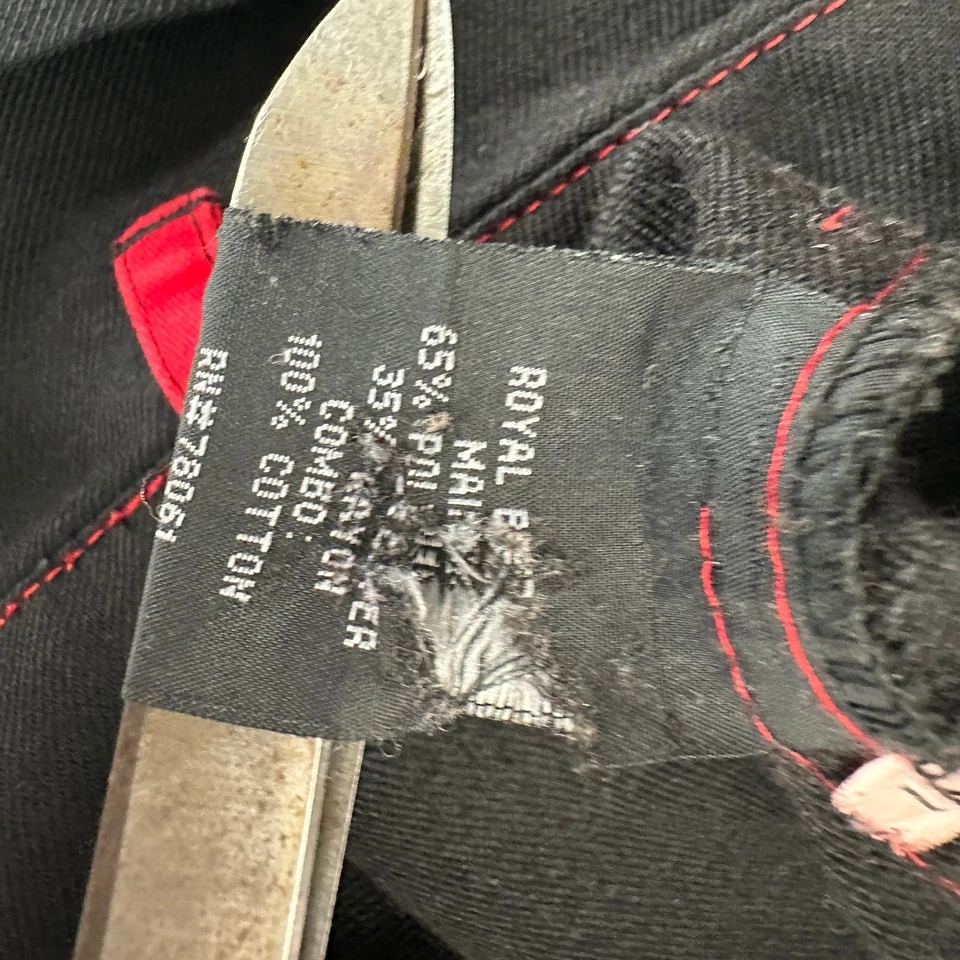 ROYAL
65%
35% RAYON
COMBO:
100% COTTON
RN#78061